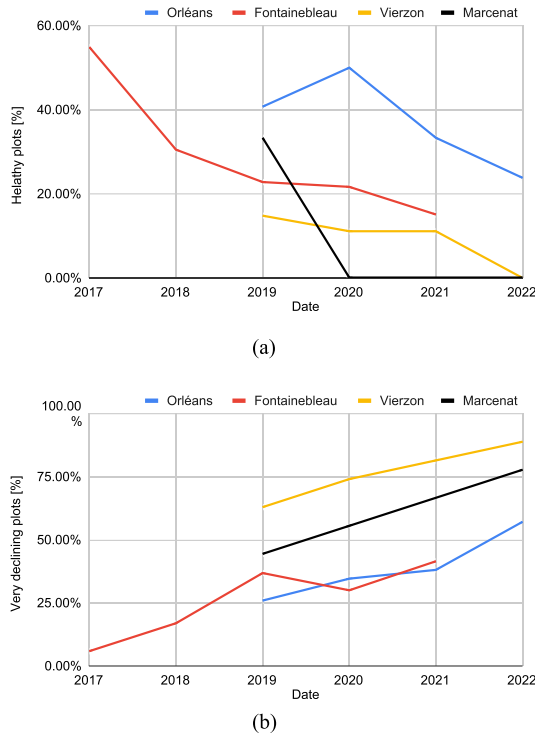 Orléans Fontainebleau Vierzon Marcenat
60.00%
40.00%
20.00%
0.00%
Helathy plots [%]
2017 2018 2019 2020 2021 2022
Date
(a)
Orléans Fontainebleau Vierzon Marcenat
100.00
%
75.00%
50.00%
25.00%
0.00%
Very declining plots [%]
2017 2018 2019 2020 2021 2022
Date
(b)